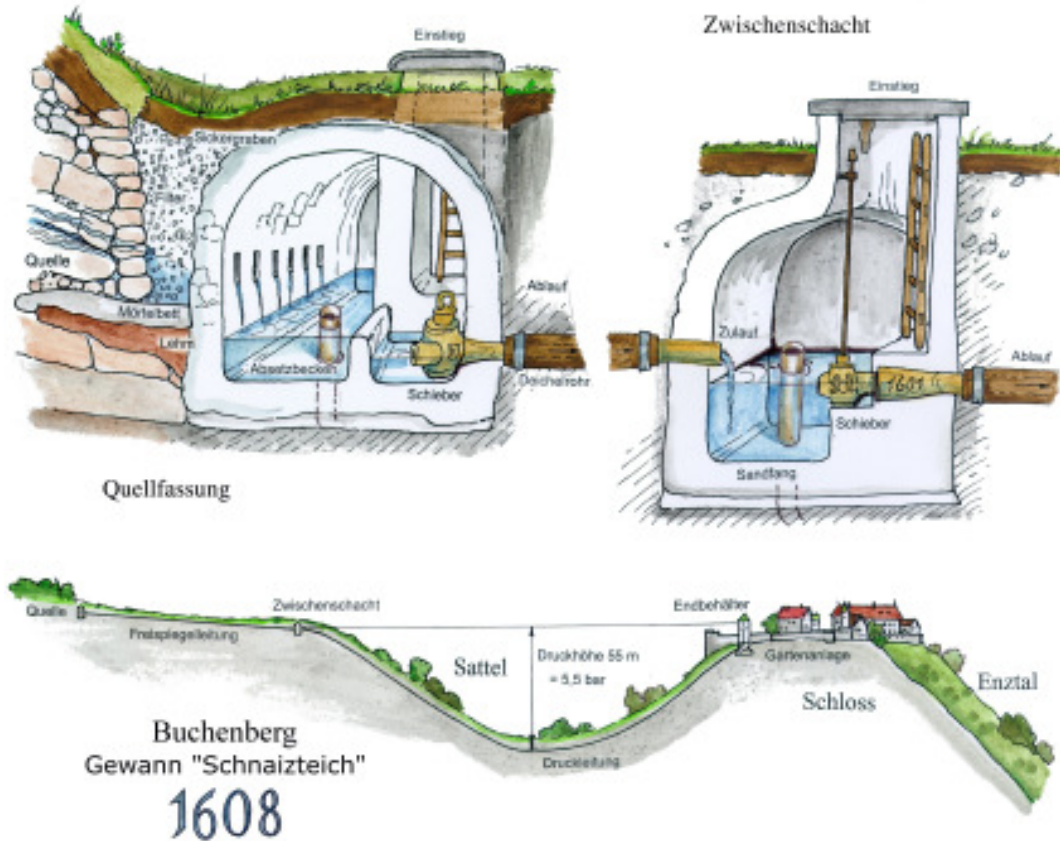 Zwischenschacht
Einstieg
Sickergraben
Filter
Quelle
Mörtelbett
Lehm
Absetzbecken
Schieber
Ablauf
Deichelrohr
Quellfassung
Einstieg
Zulauf
Ablauf
1601
Schieber
Sandfang
Quelle
Zwischenschacht
Freispiegelleitung
Sattel
Druckhöhe 55 m
= 5,5 bar
Endbehälter
Gartenanlage
Schloss
Enztal
Druckleitung
Buchenberg
Gewann "Schnaizteich"
1608